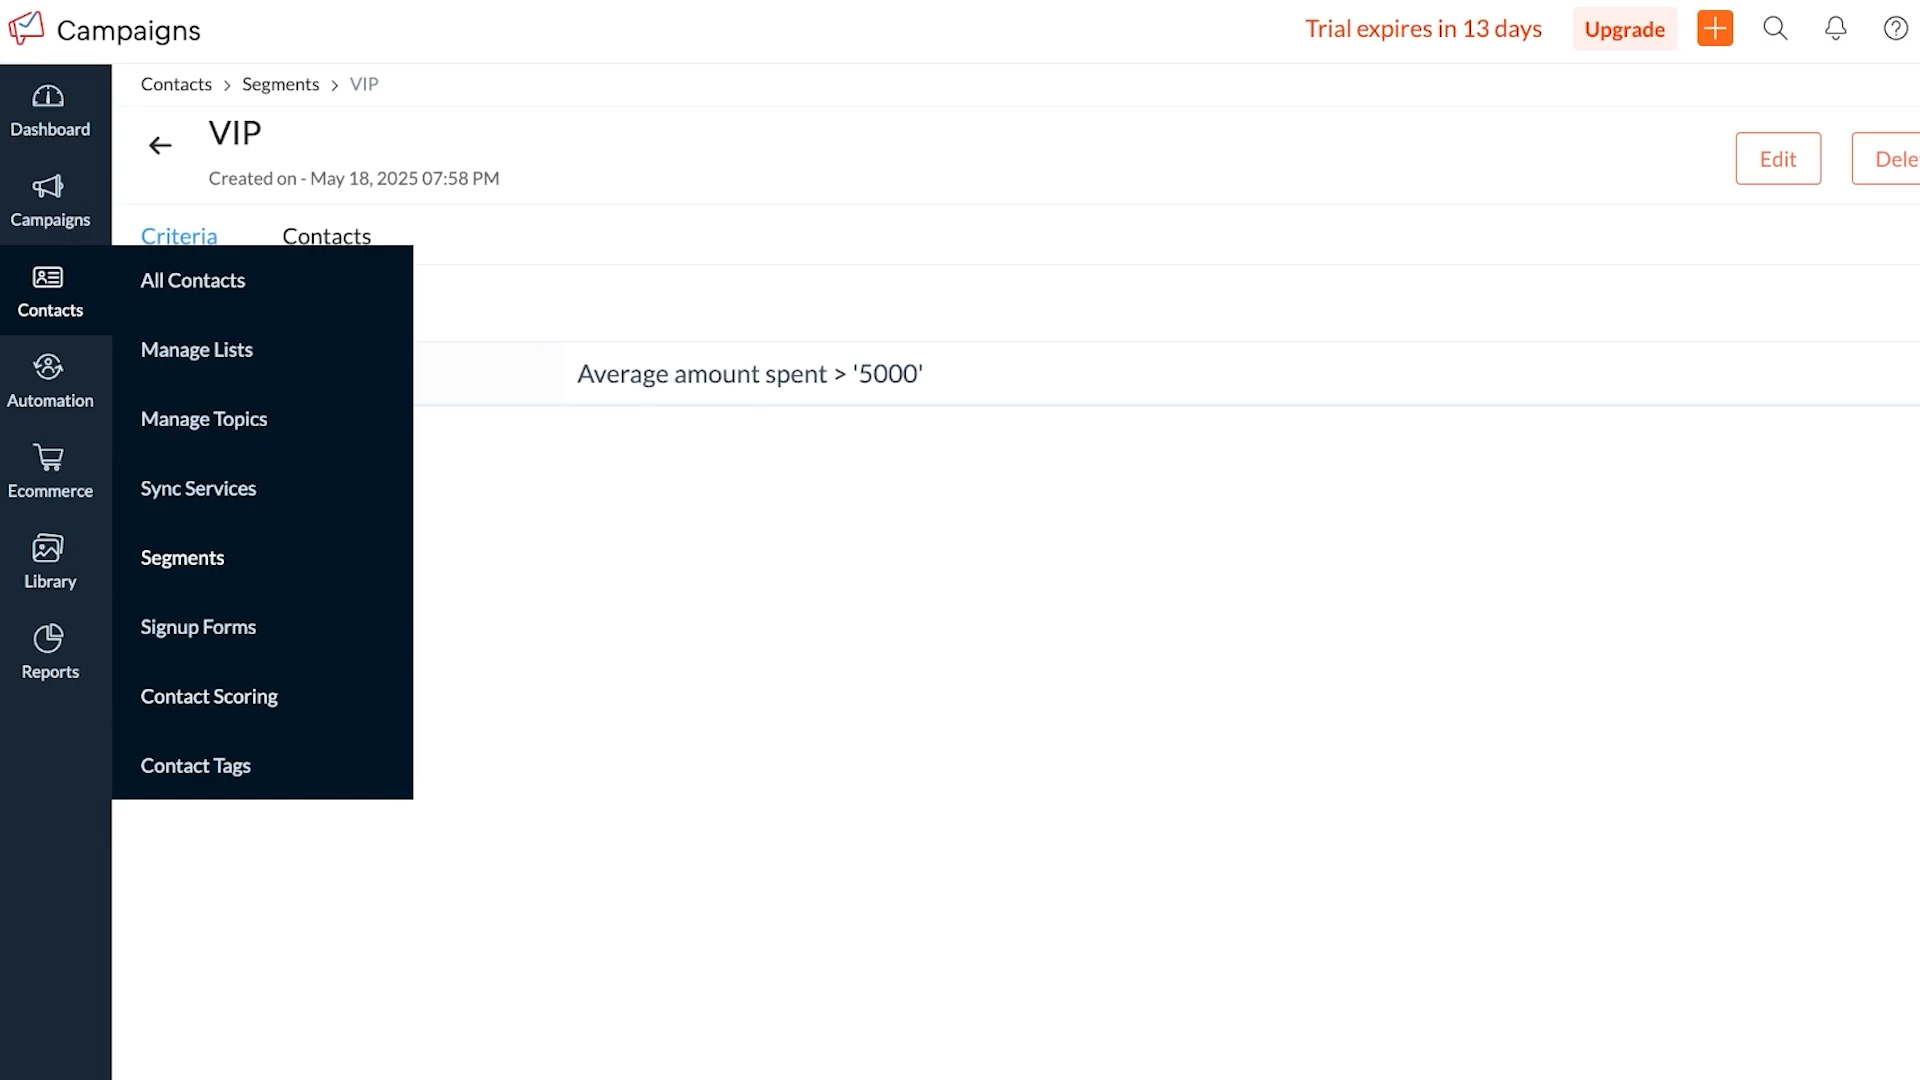 Campaigns
Trial expires in 13 days
Upgrade
Contacts > Segments > VIP
VIP
Created on - May 18, 2025 07:58 PM
Edit
Dele
Criteria
Contacts
Average amount spent > '5000'
Dashboard
Campaigns
Contacts
Automation
Ecommerce
Library
Reports
All Contacts
Manage Lists
Manage Topics
Sync Services
Segments
Signup Forms
Contact Scoring
Contact Tags